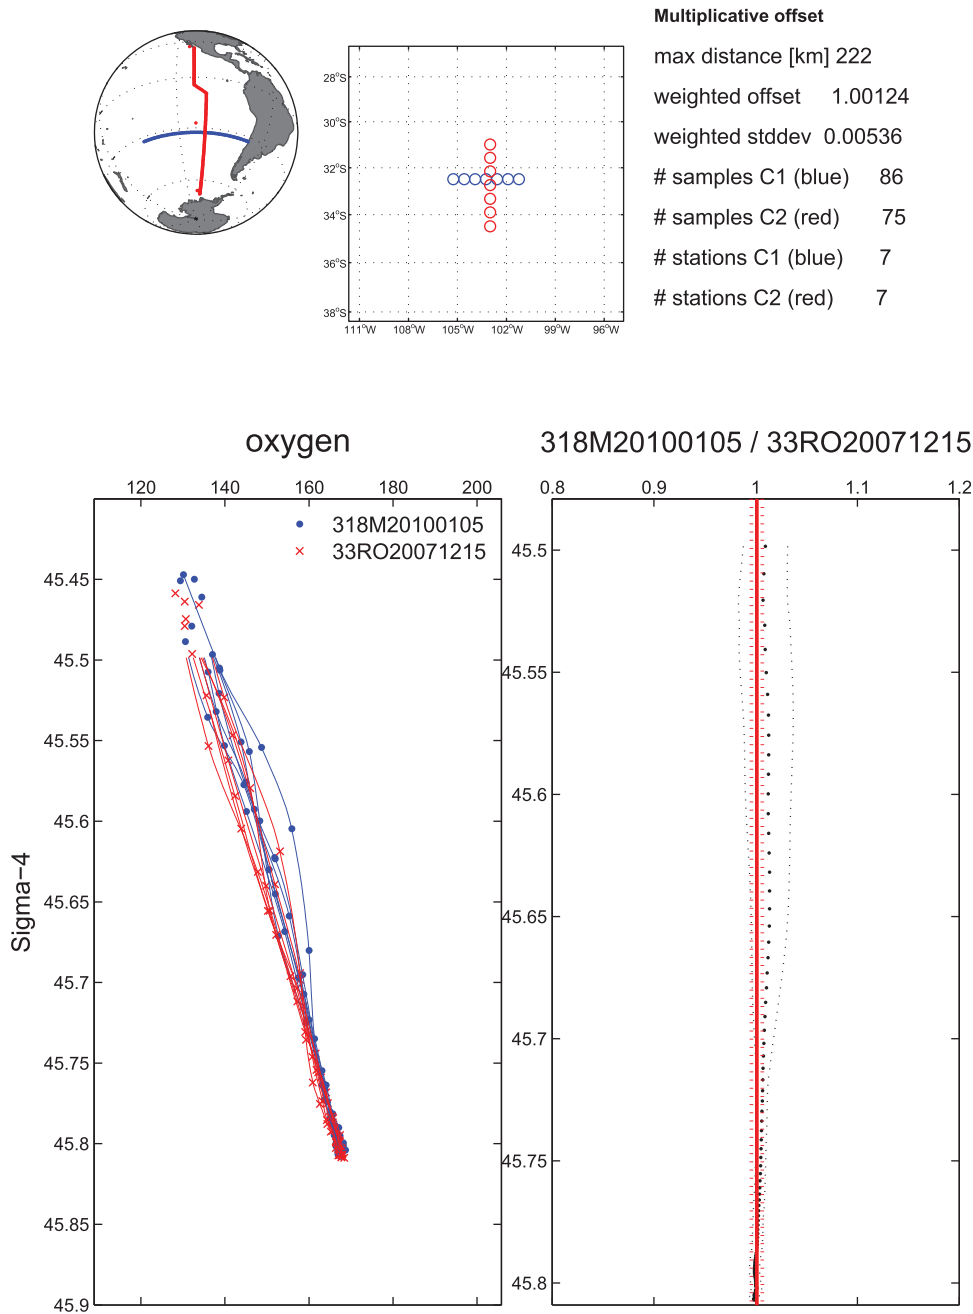 Multiplicative offset
max distance [km] 222
weighted offset 1.00124
weighted stddev 0.00536
# samples C1 (blue) 86
# samples C2 (red) 75
# stations C1 (blue) 7
# stations C2 (red) 7
28°S
30°S
32°S
34°S
36°S
38°S
111°W 108°W 105°W 102°W 99°W 96°W
oxygen
120 140 160 180 200
318M20100105
33RO20071215
45.45
45.5
45.55
45.6
45.65
45.7
45.75
45.8
45.85
45.9
Sigma−4
318M20100105 / 33RO20071215
0.8 0.9 1 1.1 1.2
45.5
45.55
45.6
45.65
45.7
45.75
45.8